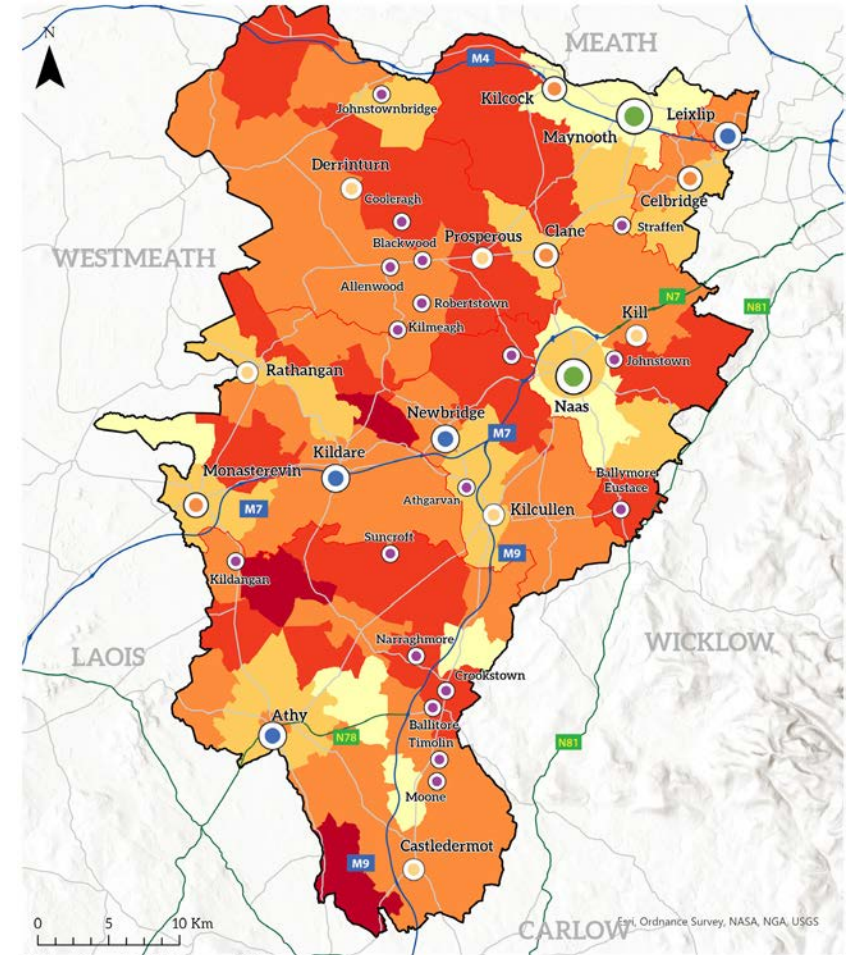 N
MEATH
M4
Kilcock
Johnstownbridge
Maynooth
Leixlip
Derrinturn
Celbridge
Cooleragh
Straffen
Blackwood
Prosperous
Clane
WESTMEATH
Allenwood
N7
Robertstown
N81
Kill
Kilmeagh
Johnstown
Rathangan
Naas
Newbridge
M7
Kildare
Monasterevin
Ballymore
Eustace
Athgarvan
M7
Kilcullen
Suncroft
M9
Kildangan
Narraghmore
WICKLOW
LAOIS
Crookstown
Athy
Ballitore
N78
Timolin
N81
Moone
Castledermot
M9
0 5 10 Km
CARLOW
Esri, Ordnance Survey, NASA, NGA, USGS